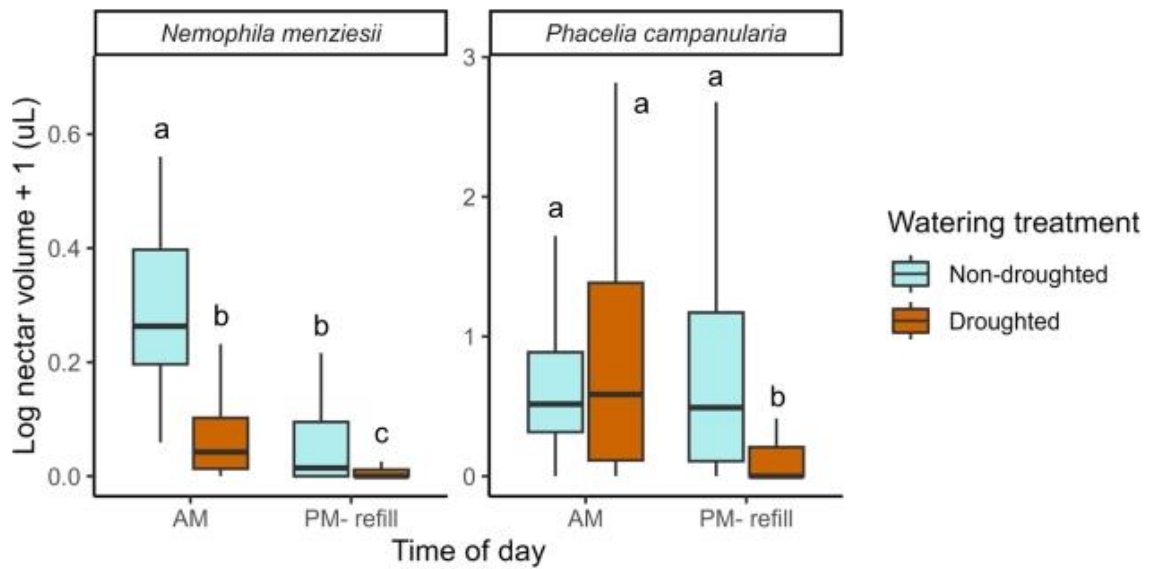 Nemophila menziesii
Phacelia campanularia
Log nectar volume + 1 (uL)
0.6
0.4
0.2
0.0
a
b
b
c
AM
PM- refill
3
2
1
0
a
a
a
b
AM
PM- refill
Time of day
Watering treatment
Non-droughted
Droughted